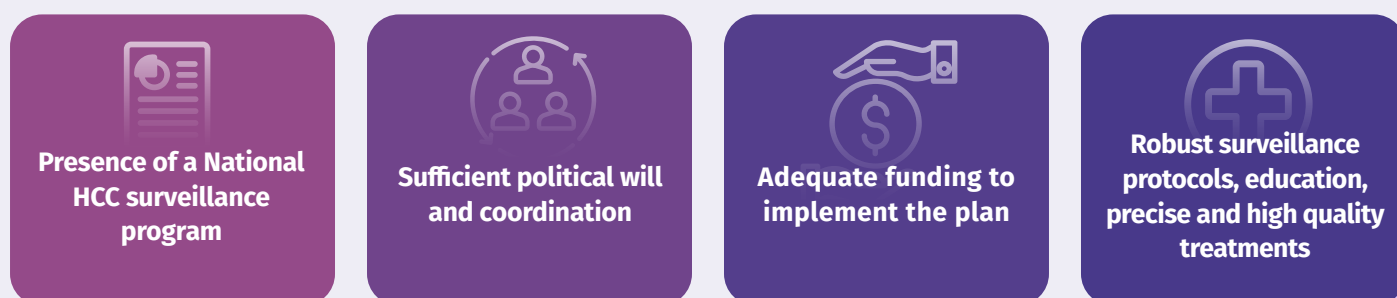 Presence of a National
HCC surveillance
program
Sufficient political will
and coordination
Adequate funding to
implement the plan
Robust surveillance
protocols, education,
precise and high quality
treatments